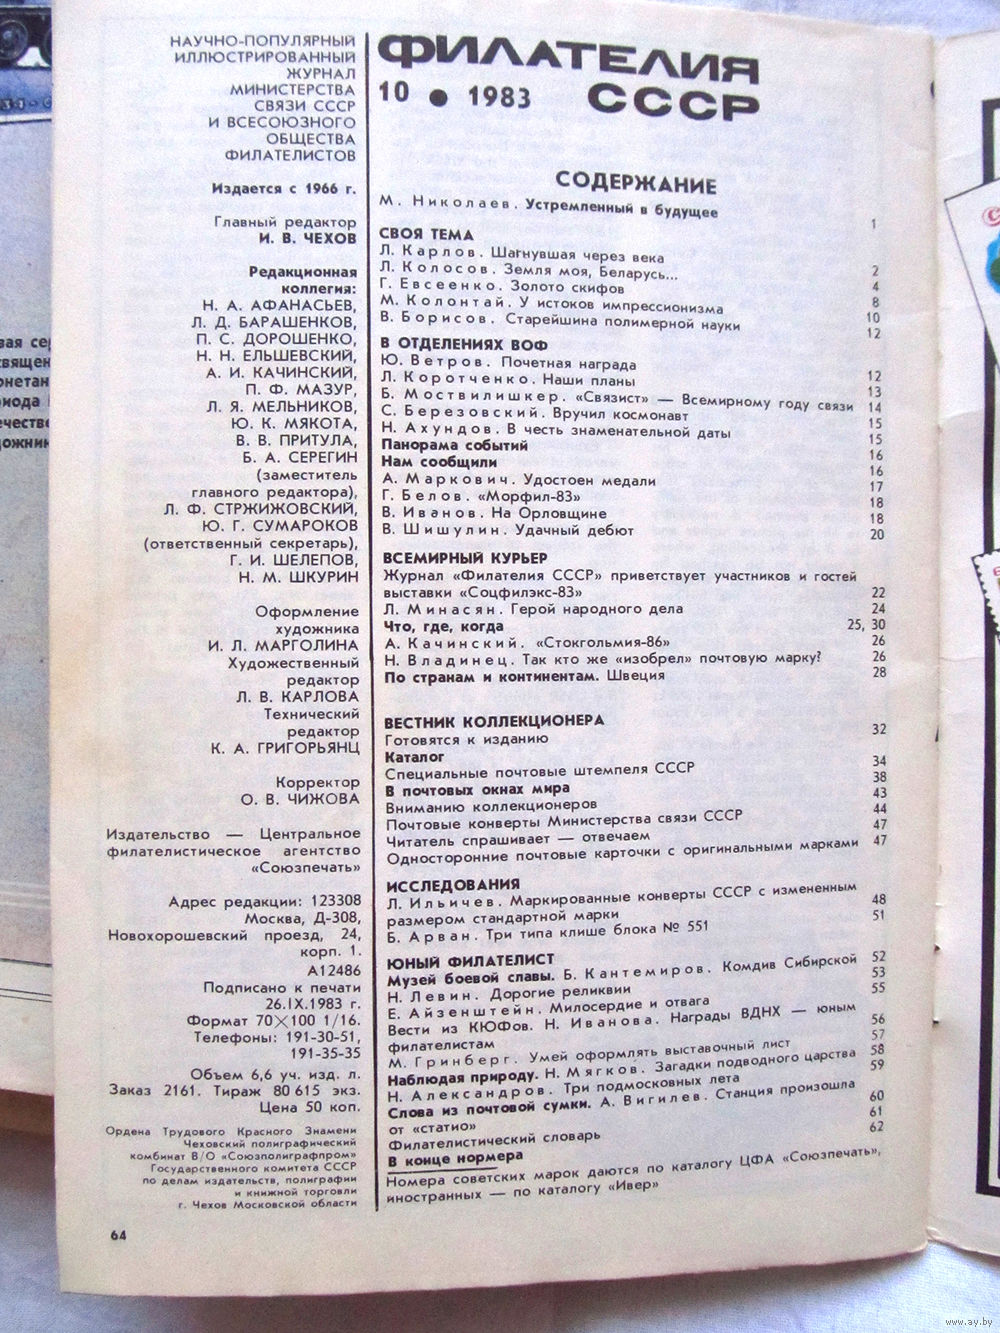 НАУЧНО-ПОПУЛЯРНЫЙ
ИЛЛЮСТРИРОВАННЫЙ
ЖУРНАЛ
МИНИСТЕРСТВА
СВЯЗИ СССР
И ВСЕСОЮЗНОГО
ОБЩЕСТВА
ФИЛАТЕЛИСТОВ
Издается с 1966 г.
Главный редактор
И. В. ЧЕХОВ
Редакционная
коллегия:
Н. А. АФАНАСЬЕВ,
Л. Д. БАРАШЕНКОВ,
П. С. ДОРОШЕНКО,
Н. Н. ЕЛЬШЕВСКИЙ,
А. И. КАЧИНСКИЙ,
П. Ф. МАЗУР,
Л. Я. МЕЛЬНИКОВ,
Ю. К. МЯКОТА,
В. В. ПРИТУЛА,
Б. А. СЕРЕГИН
(заместитель
главного редактора),
Л. Ф. СТРЖИЖОВСКИЙ,
Ю. Г. СУМАРОКОВ
(ответственный секретарь),
Г. И. ШЕЛЕПОВ,
Н. М. ШКУРИН
Оформление
художника
И. Л. МАРГОЛИНА
Художественный
редактор
Л. В. КАРЛОВА
Технический
редактор
К. А. ГРИГОРЬЯНЦ
Корректор
О. В. ЧИЖОВА
Издательство — Центральное
филателистическое агентство
«Союзпечать»
Адрес редакции: 123308
Москва, Д-308,
Новохорошевский проезд, 24,
корп. 1.
А12486
Подписано к печати
26.IX.1983 г.
Формат 70×100 1/16.
Телефоны: 191-30-51,
191-35-35
Объем 6,6 уч. изд. л.
Заказ 2161. Тираж 80 615 экз.
Цена 50 коп.
Ордена Трудового Красного Знамени
Чеховский полиграфический
комбинат В/О «Союзполиграфпром»
Государственного комитета СССР
по делам издательств, полиграфии
и книжной торговли
г. Чехов Московской области
64
ФИЛАТЕЛИЯ
10 ● 1983 СССР
СОДЕРЖАНИЕ
М. Николаев. Устремленный в будущее 1
СВОЯ ТЕМА
Л. Карлов. Шагнувшая через века 2
Л. Колосов. Земля моя, Беларусь... 4
Г. Евсеенко. Золото скифов 8
М. Колонтай. У истоков импрессионизма 10
В. Борисов. Старейшина полимерной науки 12
В ОТДЕЛЕНИЯХ ВОФ
Ю. Ветров. Почетная награда 12
Л. Коротченко. Наши планы 13
Б. Моствилишкер. «Связист» — Всемирному году связи 14
С. Березовский. Вручил космонавт 15
Н. Ахундов. В честь знаменательной даты 15
Панорама событий 16
Нам сообщили 16
А. Маркович. Удостоен медали 17
Г. Белов. «Морфил-83» 18
В. Иванов. На Орловщине 18
В. Шишулин. Удачный дебют 20
ВСЕМИРНЫЙ КУРЬЕР
Журнал «Филателия СССР» приветствует участников и гостей
выставки «Соцфилэкс-83» 22
Л. Минасян. Герой народного дела 24
Что, где, когда 25, 30
А. Качинский. «Стокгольмия-86» 26
Н. Владинец. Так кто же «изобрел» почтовую марку? 26
По странам и континентам. Швеция 28
ВЕСТНИК КОЛЛЕКЦИОНЕРА
Готовятся к изданию 32
Каталог
Специальные почтовые штемпеля СССР 34
В почтовых окнах мира 38
Вниманию коллекционеров 43
Почтовые конверты Министерства связи СССР 44
Читатель спрашивает — отвечаем 47
Односторонние почтовые карточки с оригинальными марками 47
ИССЛЕДОВАНИЯ
Л. Ильичев. Маркированные конверты СССР с измененным
размером стандартной марки 48
Б. Арван. Три типа клише блока № 551 51
ЮНЫЙ ФИЛАТЕЛИСТ
Музей боевой славы. Б. Кантемиров. Комдив Сибирской 52
Н. Левин. Дорогие реликвии 53
Е. Айзенштейн. Милосердие и отвага 55
Вести из КЮФов. Н. Иванова. Награды ВДНХ — юным
филателистам 56
М. Гринберг. Умей оформлять выставочный лист 57
Наблюдая природу. Н. Мягков. Загадки подводного царства 58
Н. Александров. Три подмосковных лета 59
Слова из почтовой сумки. А. Вигилев. Станция произошла
от «статио» 60
Филателистический словарь 61
В конце нормера 62
Номера советских марок даются по каталогу ЦФА «Союзпечать»,
иностранных — по каталогу «Ивер»
www.ay.by